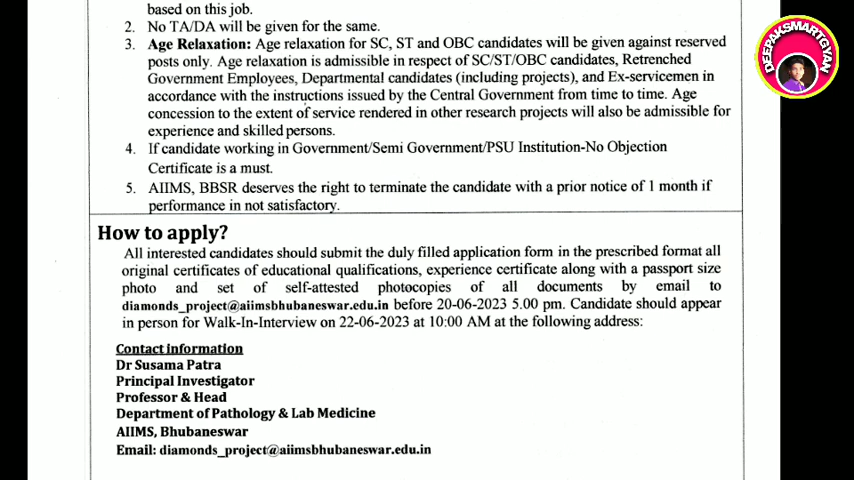 based on this job.
2. No TA/DA will be given for the same.
3. Age Relaxation: Age relaxation for SC, ST and OBC candidates will be given against reserved
posts only. Age relaxation is admissible in respect of SC/ST/OBC candidates, Retrenched
Government Employees, Departmental candidates (including projects), and Ex-servicemen in
accordance with the instructions issued by the Central Government from time to time. Age
concession to the extent of service rendered in other research projects will also be admissible for
experience and skilled persons.
4. If candidate working in Government/Semi Government/PSU Institution-No Objection
Certificate is a must.
5. AIIMS, BBSR deserves the right to terminate the candidate with a prior notice of 1 month if
performance in not satisfactory.
How to apply?
All interested candidates should submit the duly filled application form in the prescribed format all
original certificates of educational qualifications, experience certificate along with a passport size
photo and set of self-attested photocopies of all documents by email to
diamonds_project@aiimsbhubaneswar.edu.in before 20-06-2023 5.00 pm. Candidate should appear
in person for Walk-In-Interview on 22-06-2023 at 10:00 AM at the following address:
Contact information
Dr Susama Patra
Principal Investigator
Professor & Head
Department of Pathology & Lab Medicine
AIIMS, Bhubaneswar
Email: diamonds_project@aiimsbhubaneswar.edu.in
DEEPAKSMARTGYAN